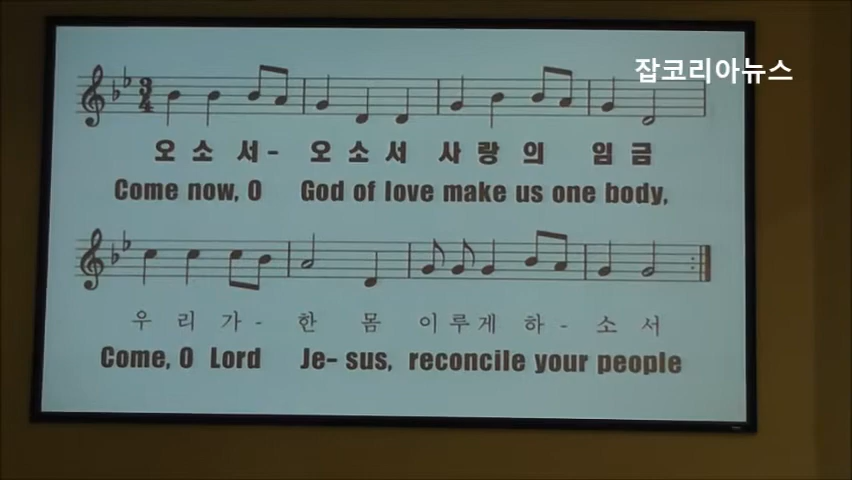 잡코리아뉴스
3
4
오 소 서- 오 소 서 사 랑 의 임 금
Come now, O God of love make us one body,
우 리 가 - 한 몸 이 루 게 하 - 소 서
Come, O Lord Je- sus, reconcile your people